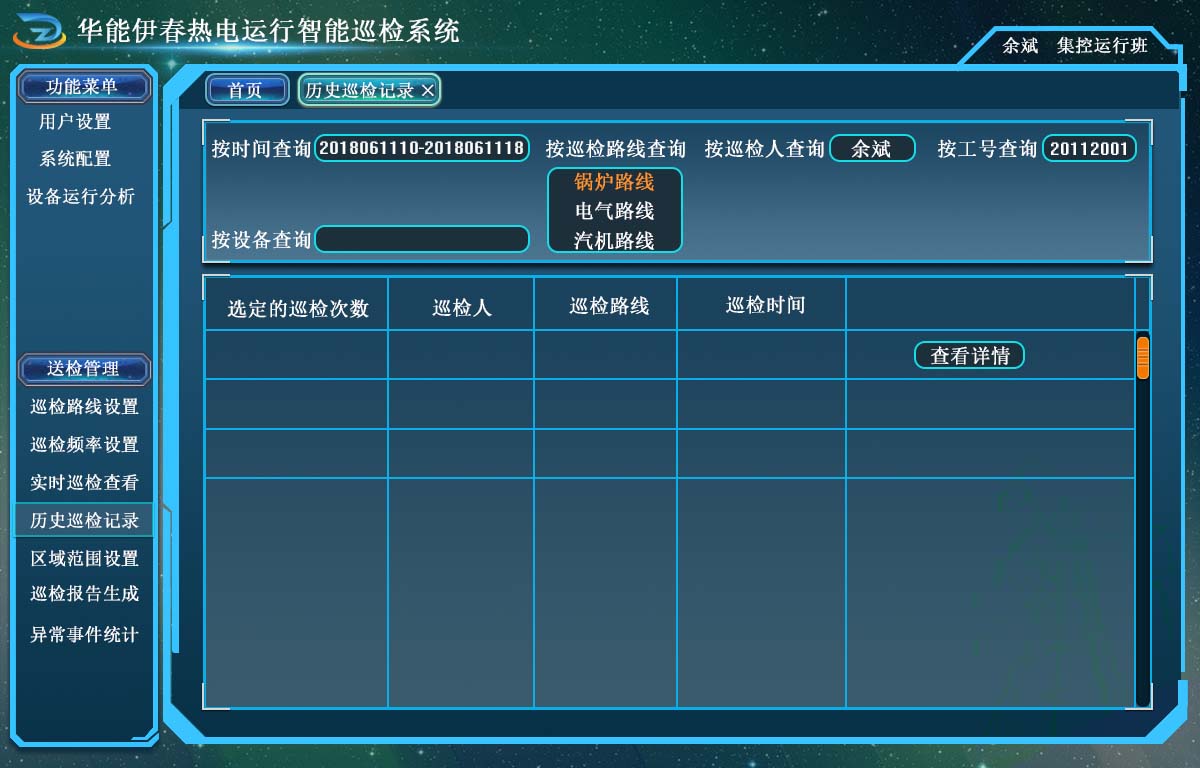 华能伊春热电运行智能巡检系统
余斌 集控运行班
功能菜单
用户设置
系统配置
设备运行分析
送检管理
巡检路线设置
巡检频率设置
实时巡检查看
历史巡检记录
区域范围设置
巡检报告生成
异常事件统计
首页 历史巡检记录 ×
按时间查询 2018061110-2018061118 按巡检路线查询 按巡检人查询 余斌 按工号查询 20112001
锅炉路线
电气路线
汽机路线
按设备查询
选定的巡检次数 巡检人 巡检路线 巡检时间
查看详情